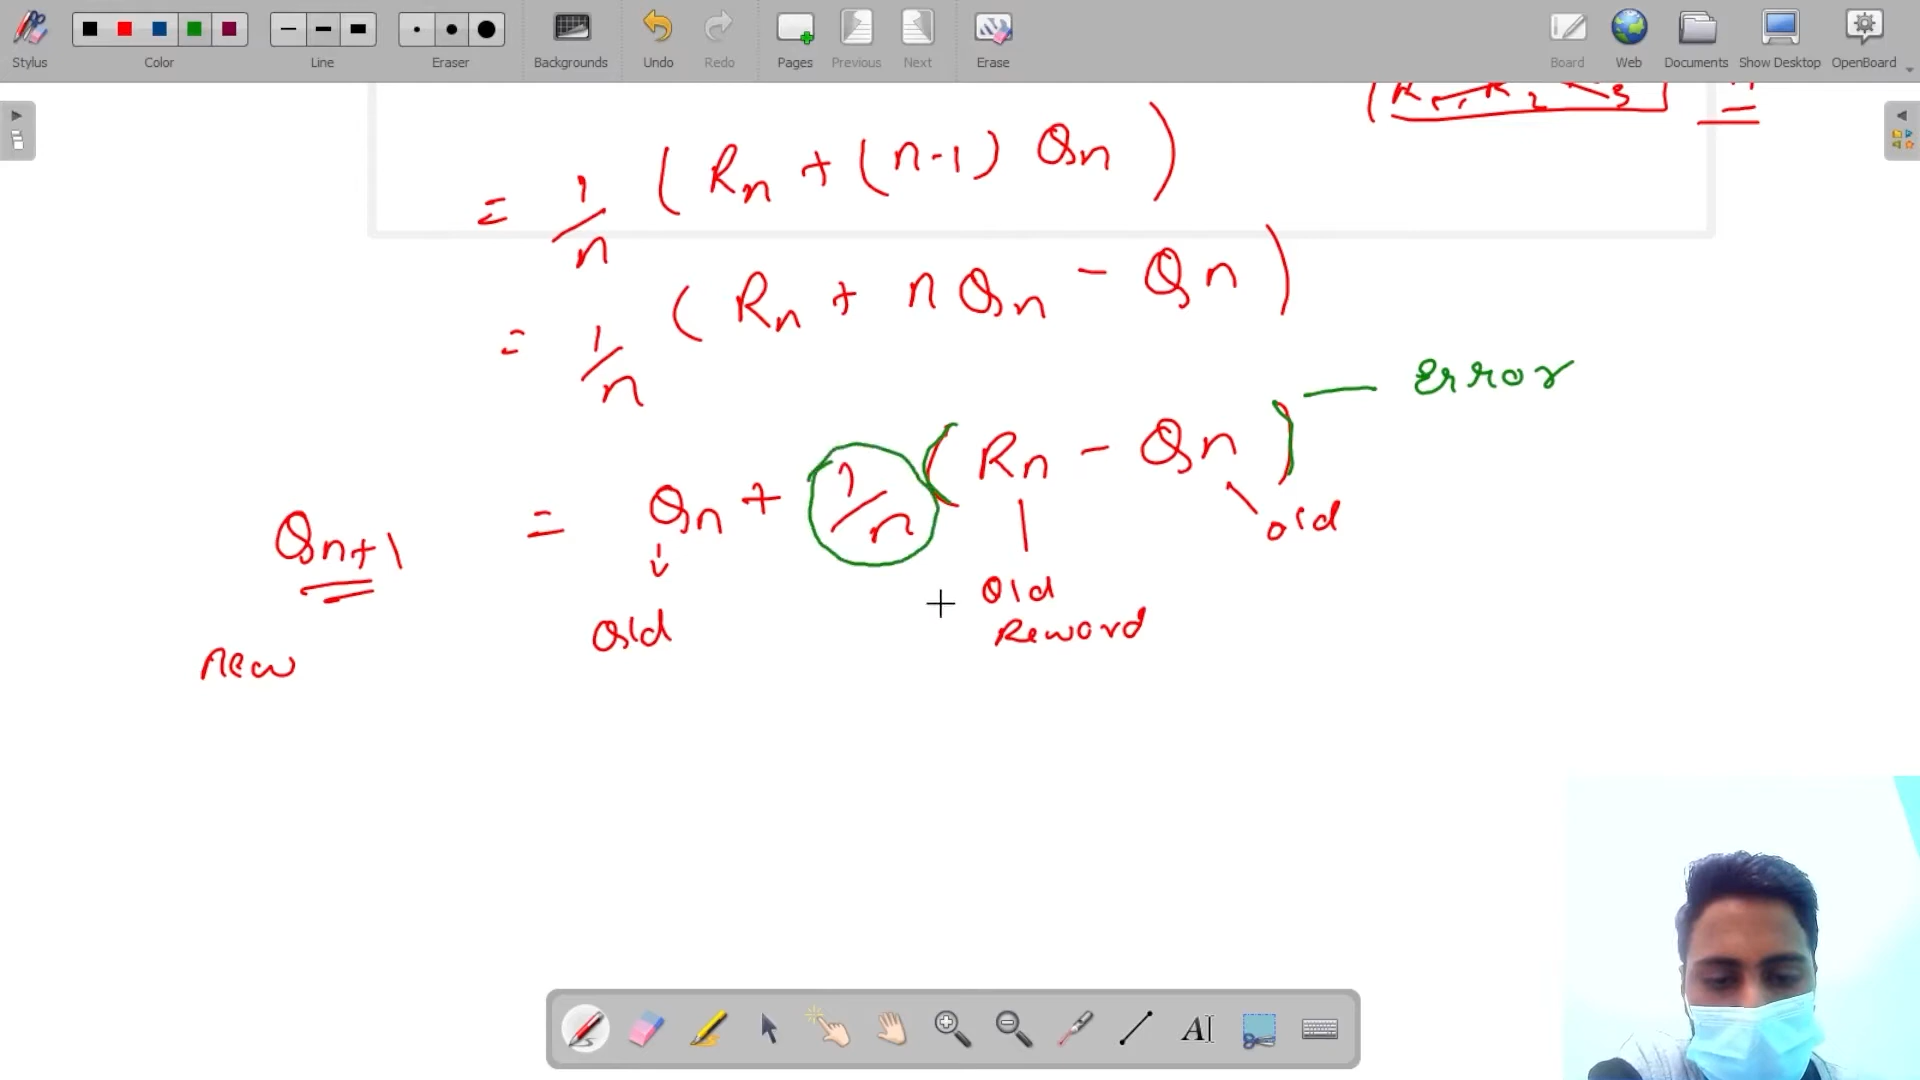 Stylus Color Line Eraser Backgrounds Undo Redo Pages Previous Next Erase Board Web Documents Show Desktop OpenBoard
= 1/n (Rn + (n-1) Qn)
= 1/n (Rn + n Qn - Qn)
Error
Qn+1 = Qn + 1/n (Rn - Qn)
old
Old
Old
Reword
new
AI